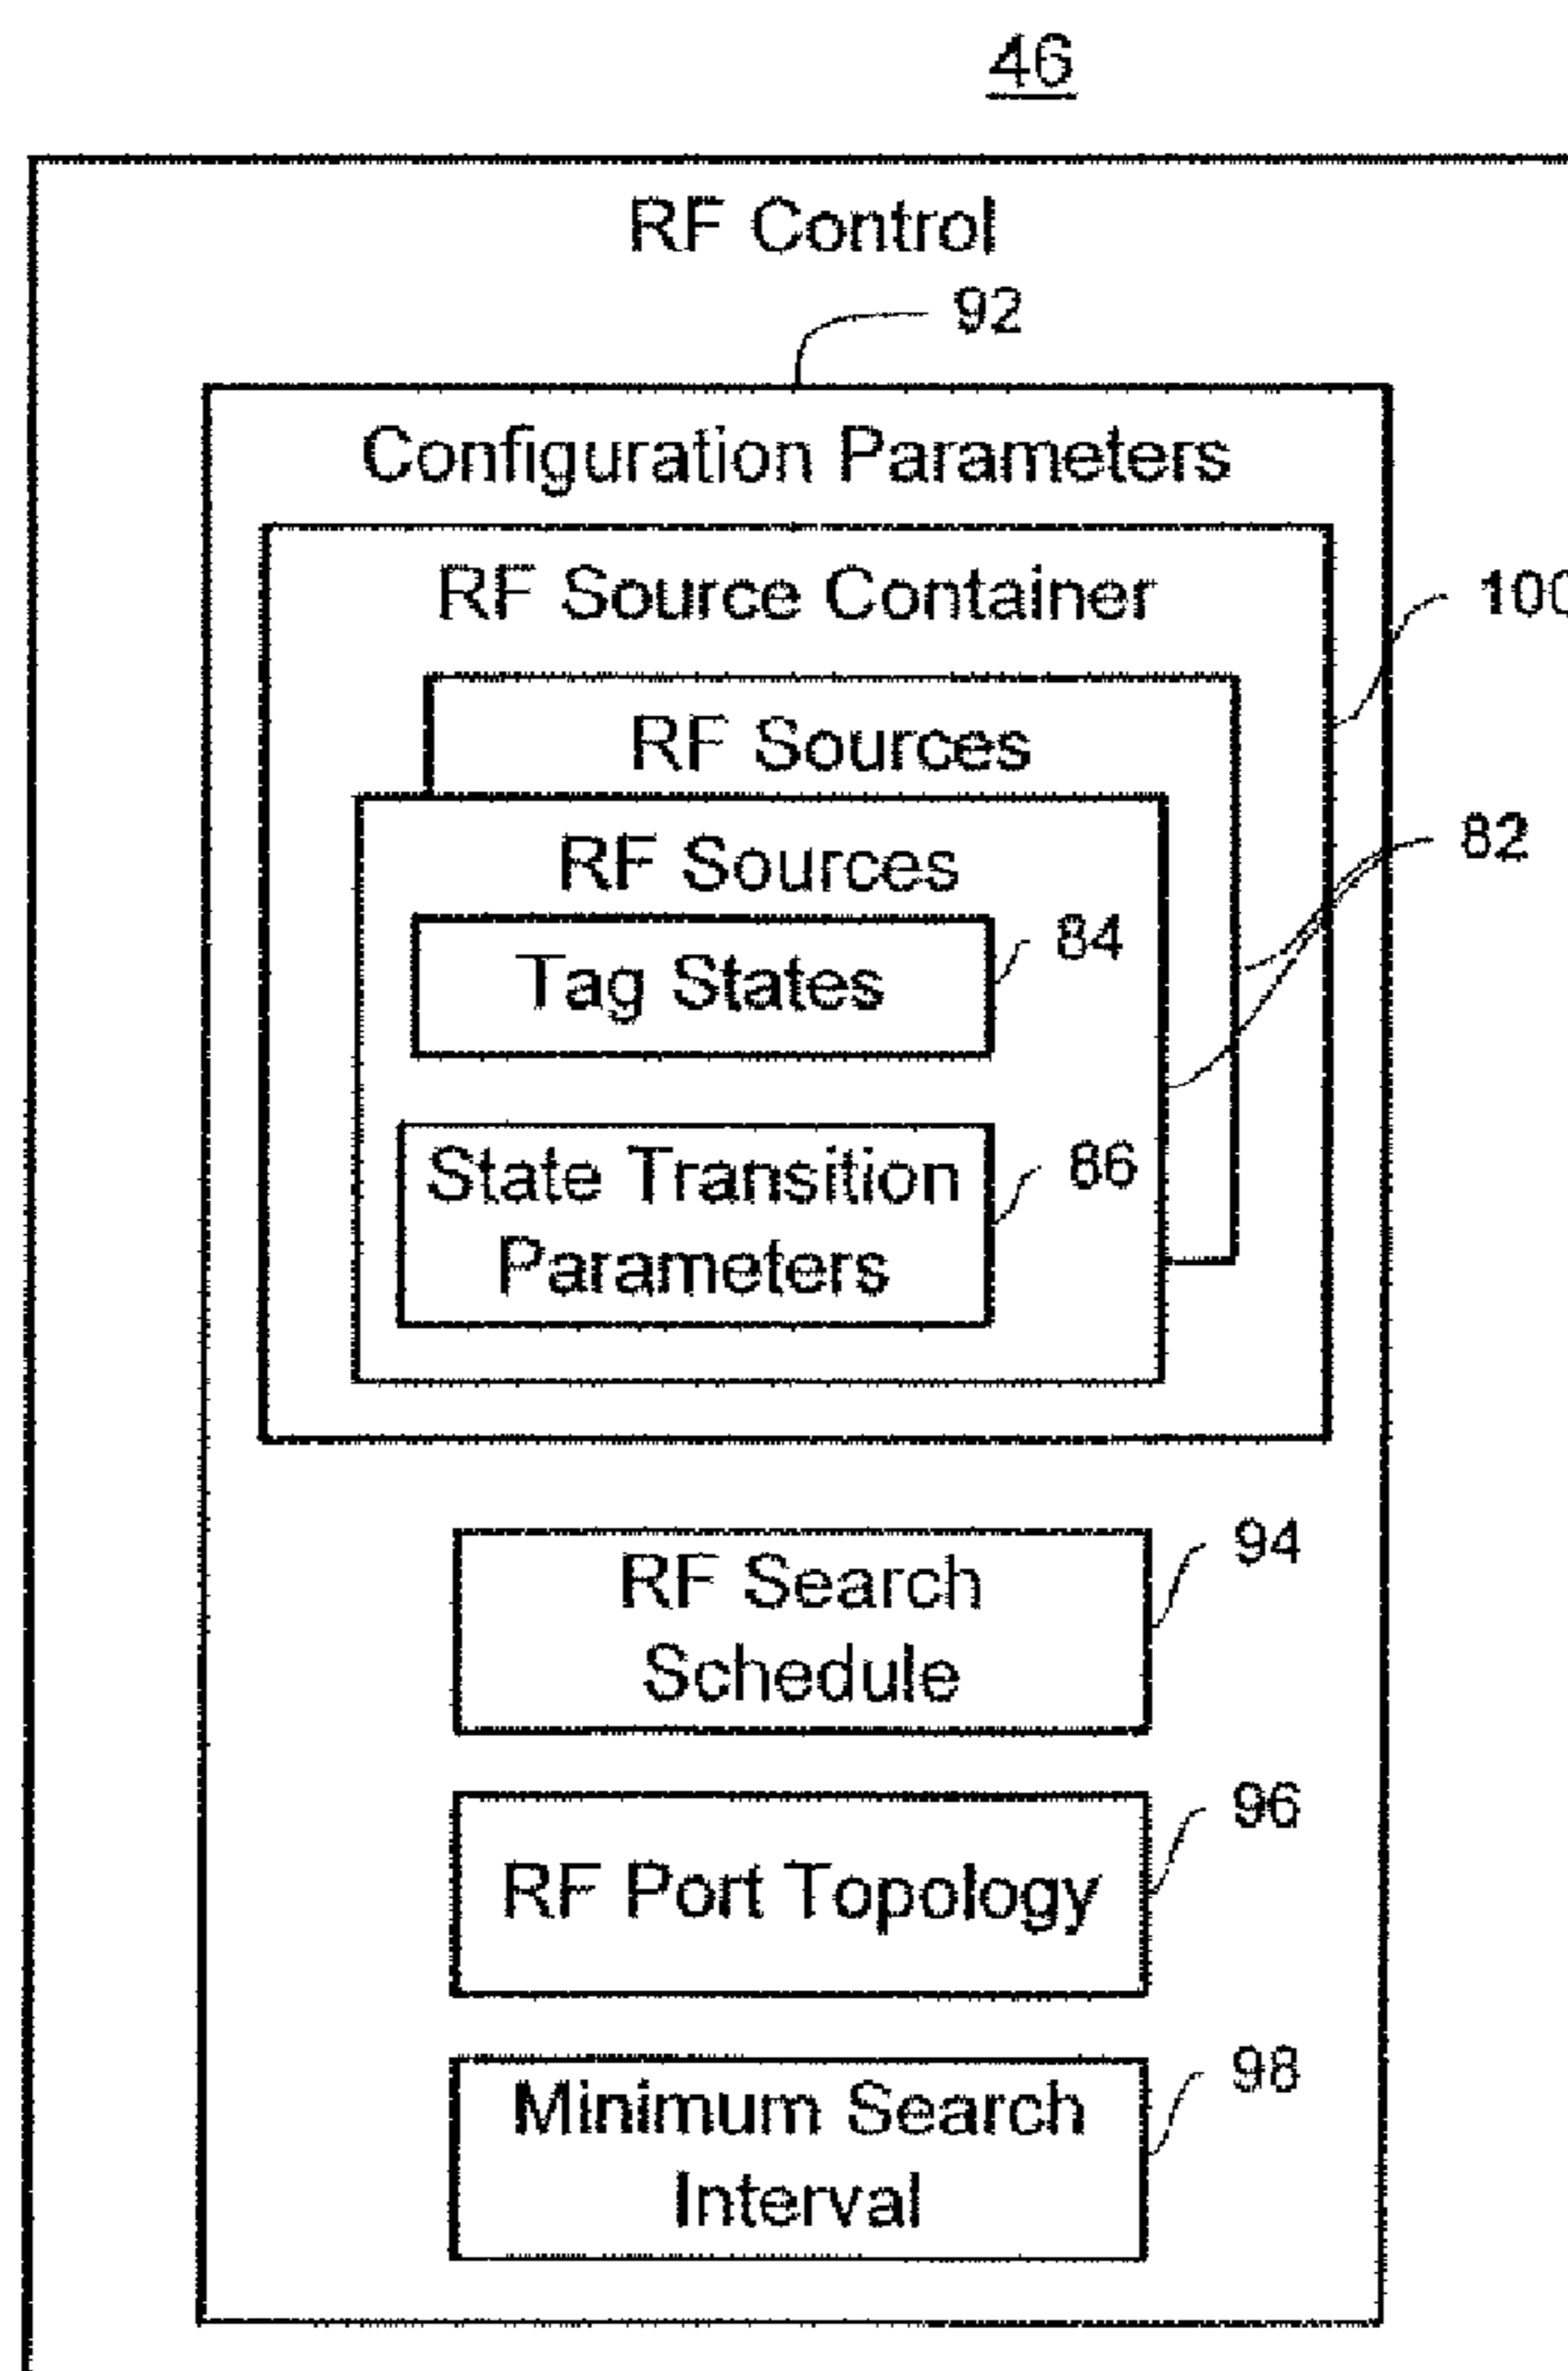 46
RF Control
92
Configuration Parameters
RF Source Container
100
RF Sources
RF Sources
82
Tag States
84
State Transition
Parameters
86
RF Search
Schedule
94
RF Port Topology
96
Minimum Search
Interval
98